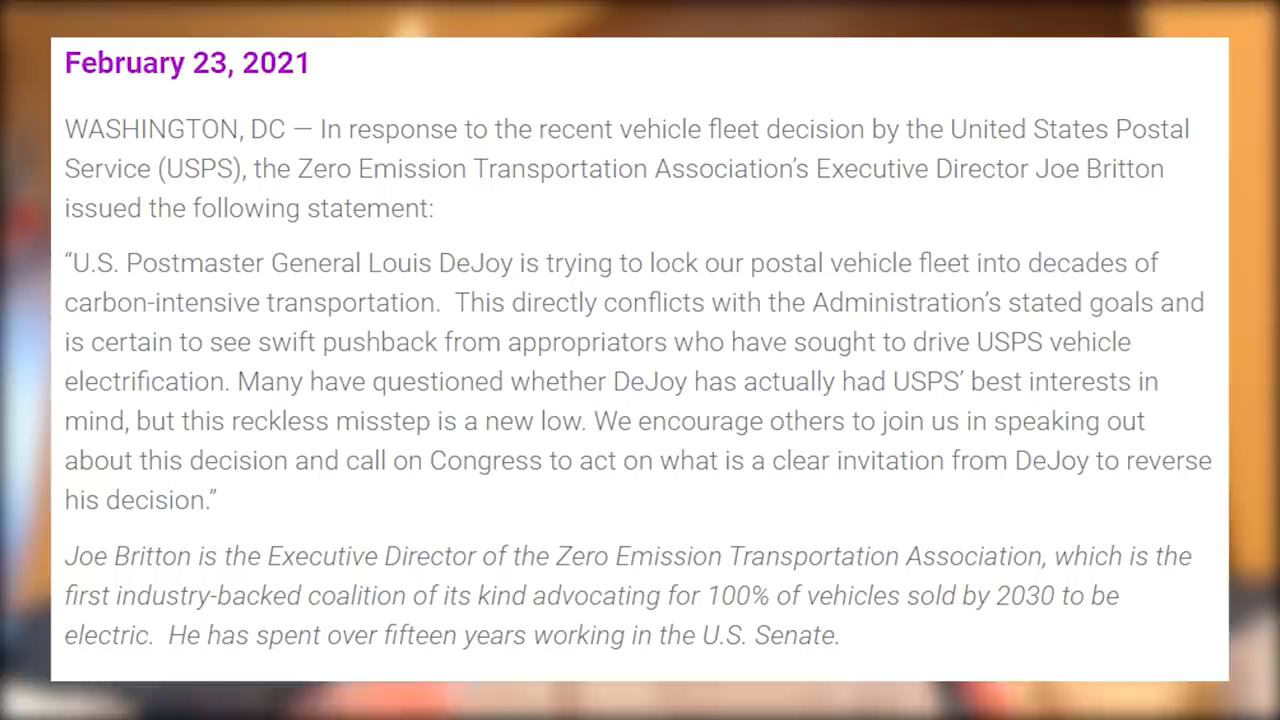 February 23, 2021
WASHINGTON, DC — In response to the recent vehicle fleet decision by the United States Postal
Service (USPS), the Zero Emission Transportation Association’s Executive Director Joe Britton
issued the following statement:
“U.S. Postmaster General Louis DeJoy is trying to lock our postal vehicle fleet into decades of
carbon-intensive transportation.  This directly conflicts with the Administration’s stated goals and
is certain to see swift pushback from appropriators who have sought to drive USPS vehicle
electrification. Many have questioned whether DeJoy has actually had USPS’ best interests in
mind, but this reckless misstep is a new low. We encourage others to join us in speaking out
about this decision and call on Congress to act on what is a clear invitation from DeJoy to reverse
his decision.”
Joe Britton is the Executive Director of the Zero Emission Transportation Association, which is the
first industry-backed coalition of its kind advocating for 100% of vehicles sold by 2030 to be
electric.  He has spent over fifteen years working in the U.S. Senate.